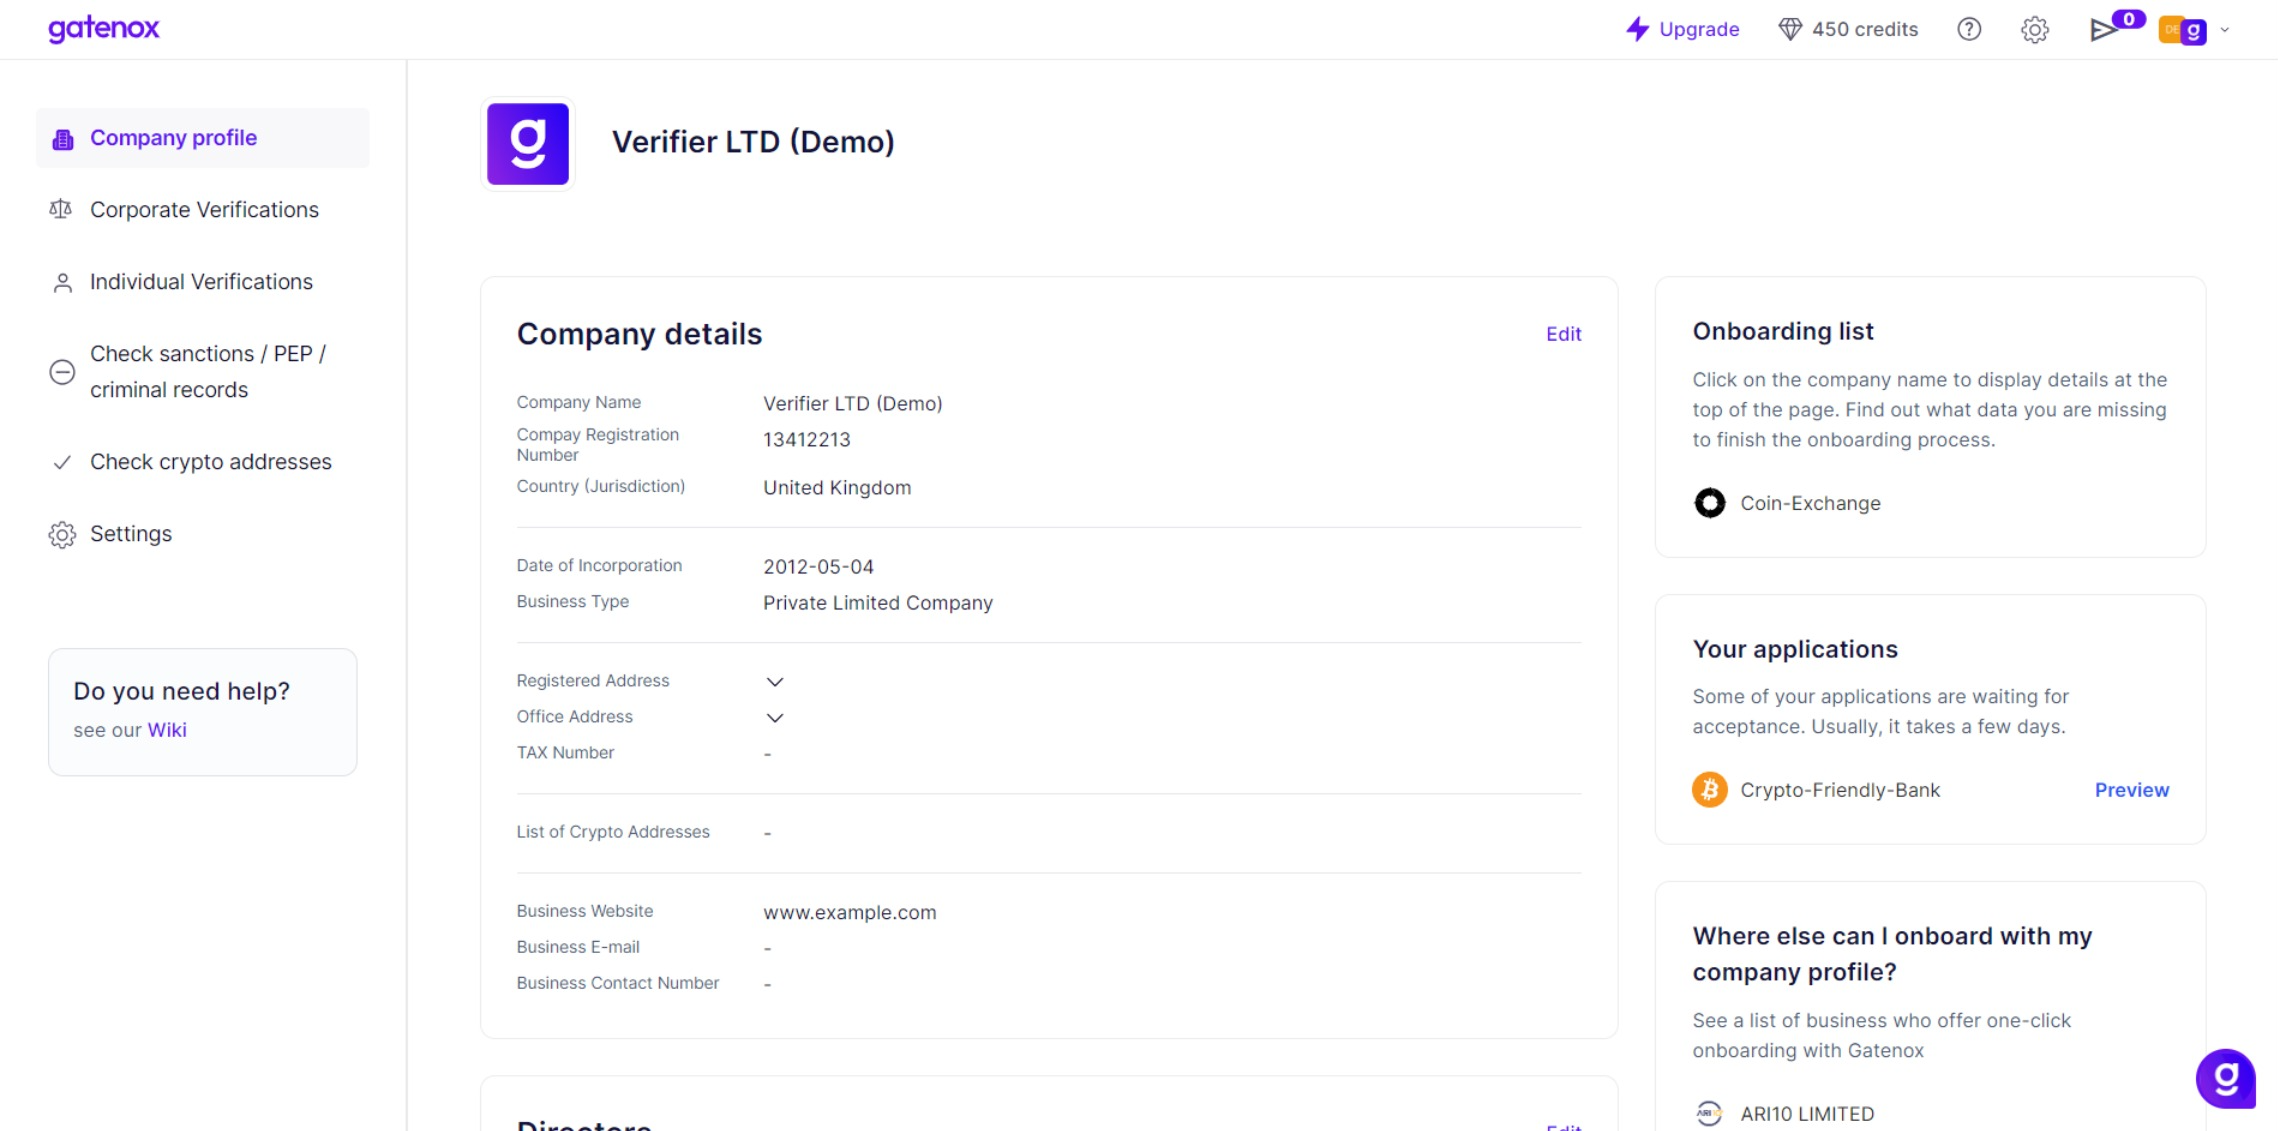 gatenox
Upgrade
450 credits
0
DE
g
Company profile
Corporate Verifications
Individual Verifications
Check sanctions / PEP /
criminal records
Check crypto addresses
Settings
Do you need help?
see our Wiki
g
Verifier LTD (Demo)
Company details
Edit
Company Name
Verifier LTD (Demo)
Compay Registration
Number
13412213
Country (Jurisdiction)
United Kingdom
Date of Incorporation
2012-05-04
Business Type
Private Limited Company
Registered Address
Office Address
TAX Number
-
List of Crypto Addresses
-
Business Website
www.example.com
Business E-mail
-
Business Contact Number
-
Directors
Edit
Onboarding list
Click on the company name to display details at the
top of the page. Find out what data you are missing
to finish the onboarding process.
Coin-Exchange
Your applications
Some of your applications are waiting for
acceptance. Usually, it takes a few days.
Crypto-Friendly-Bank
Preview
Where else can I onboard with my
company profile?
See a list of business who offer one-click
onboarding with Gatenox
ARI10
ARI10 LIMITED
g